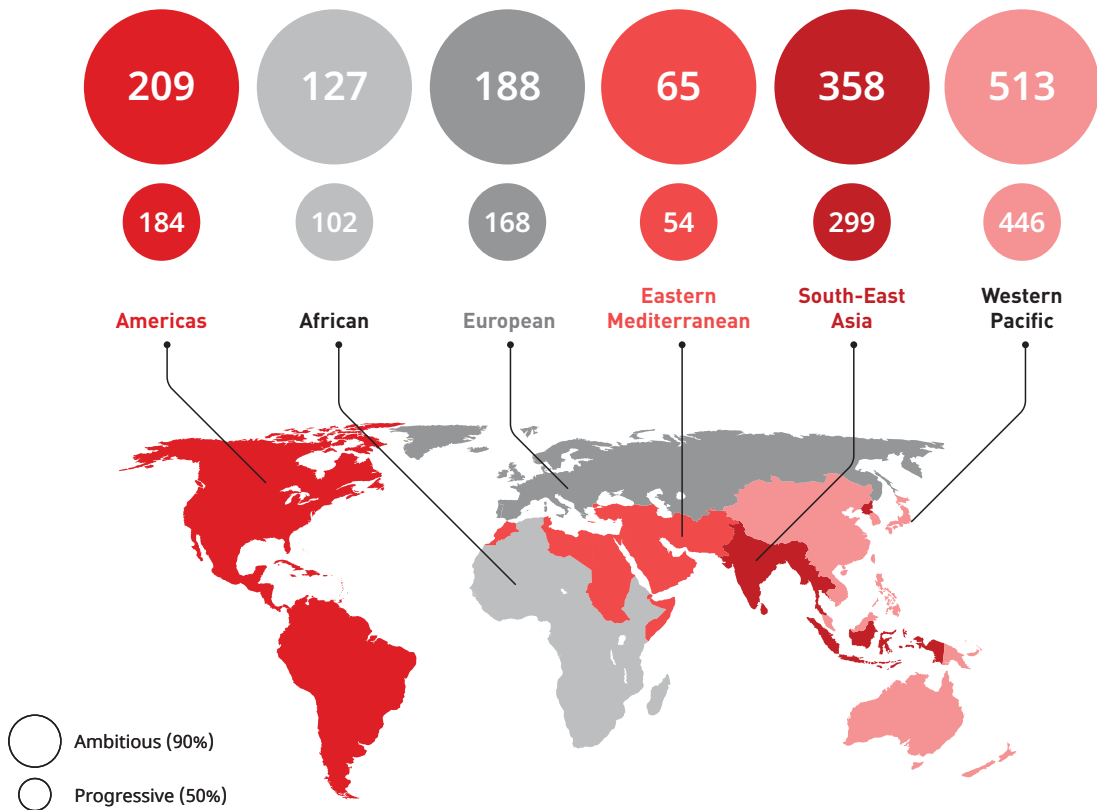 209 127 188 65 358 513
184 102 168 54 299 446
Americas
African
European
Eastern
Mediterranean
South-East
Asia
Western
Pacific
Ambitious (90%)
Progressive (50%)